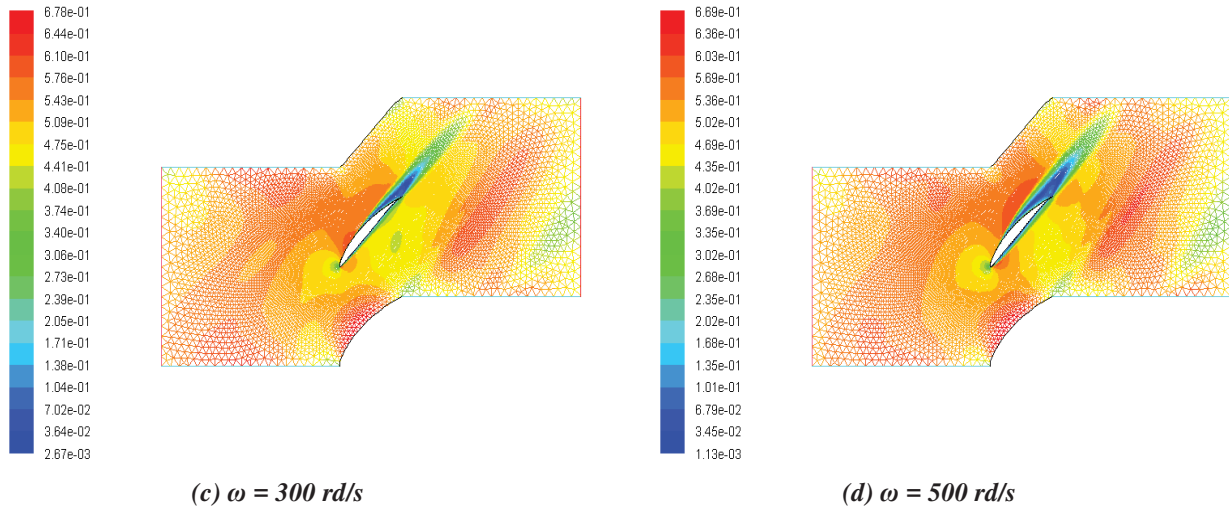 6.78e-01
6.44e-01
6.10e-01
5.76e-01
5.43e-01
5.09e-01
4.75e-01
4.41e-01
4.08e-01
3.74e-01
3.40e-01
3.06e-01
2.73e-01
2.39e-01
2.05e-01
1.71e-01
1.38e-01
1.04e-01
7.02e-02
3.64e-02
2.67e-03
(c) ω = 300 rd/s
6.69e-01
6.36e-01
6.03e-01
5.69e-01
5.36e-01
5.02e-01
4.69e-01
4.35e-01
4.02e-01
3.69e-01
3.35e-01
3.02e-01
2.68e-01
2.35e-01
2.02e-01
1.68e-01
1.35e-01
1.01e-01
6.79e-02
3.45e-02
1.13e-03
(d) ω = 500 rd/s